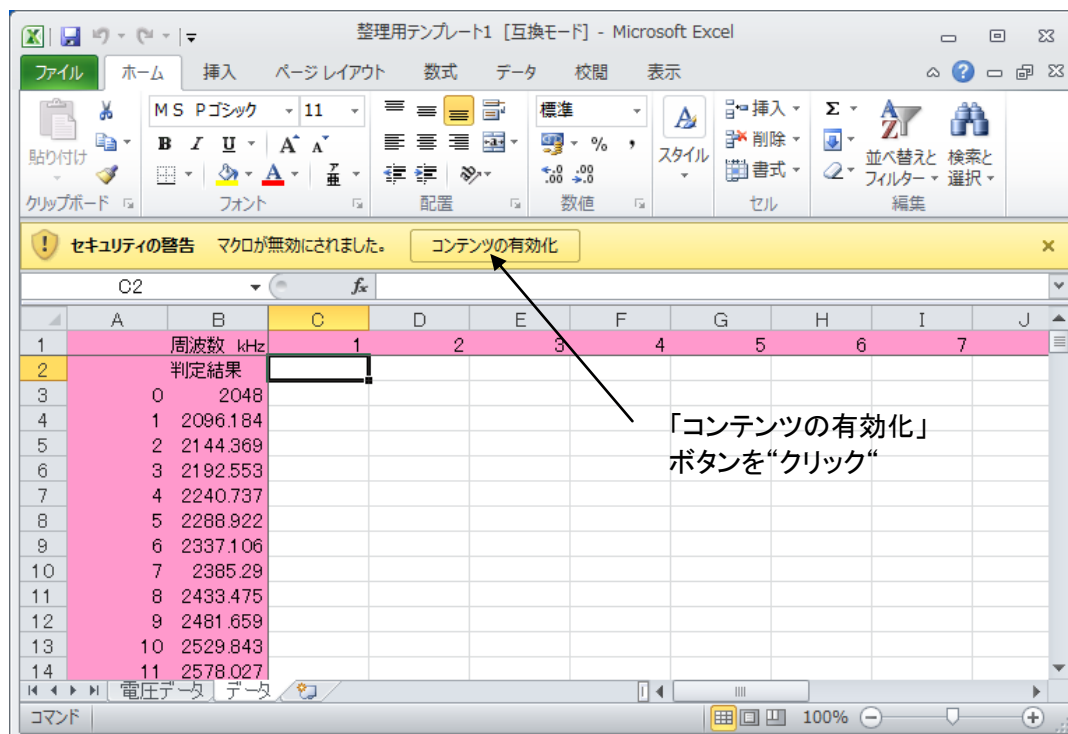 整理用テンプレート1 [互換モード] - Microsoft Excel
ファイル ホーム 挿入 ページ レイアウト 数式 データ 校閲 表示
貼り付け
クリップボード
ＭＳ Ｐゴシック 11
B I U A A
A 亜
フォント
配置
標準
% ,
.0 .00 .00 .0
数値
スタイル
挿入
削除
書式
セル
Σ
並べ替えと フィルター
検索と 選択
編集
セキュリティの警告 マクロが無効にされました。 コンテンツの有効化
C2 fx
A B C D E F G H I J
1 周波数 kHz 1 2 3 4 5 6 7
2 判定結果
3 0 2048
4 1 2096.184
5 2 2144.369
6 3 2192.553
7 4 2240.737
8 5 2288.922
9 6 2337.106
10 7 2385.29
11 8 2433.475
12 9 2481.659
13 10 2529.843
14 11 2578.027
「コンテンツの有効化」
ボタンを“クリック“
電圧データ データ
コマンド 100%